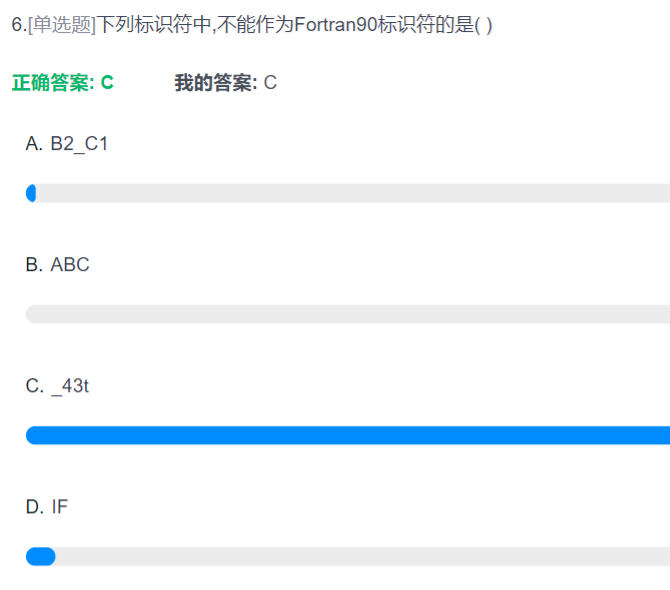 6.[单选题]下列标识符中,不能作为Fortran90标识符的是( )
正确答案: C 我的答案: C
A. B2_C1
B. ABC
C. _43t
D. IF